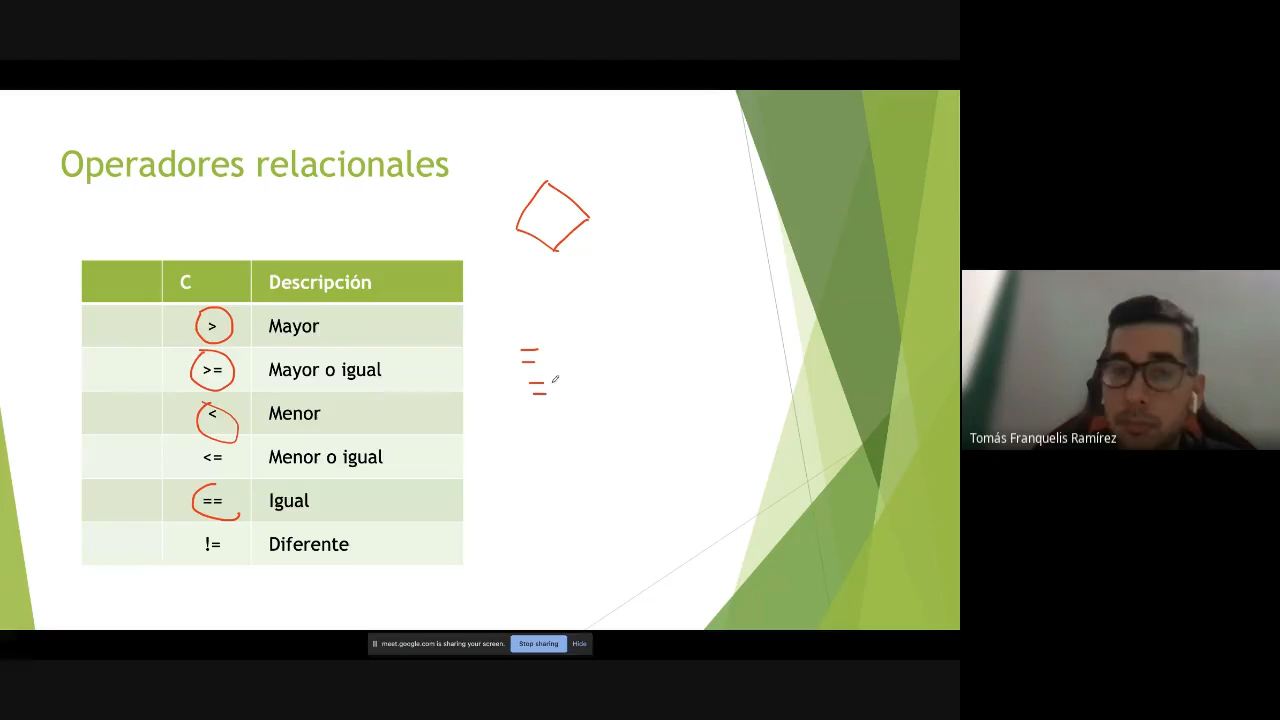 Operadores relacionales
C Descripción
> Mayor
>= Mayor o igual
< Menor
<= Menor o igual
== Igual
!= Diferente
=
=
Tomás Franquelis Ramírez
meet.google.com is sharing your screen. Stop sharing Hide